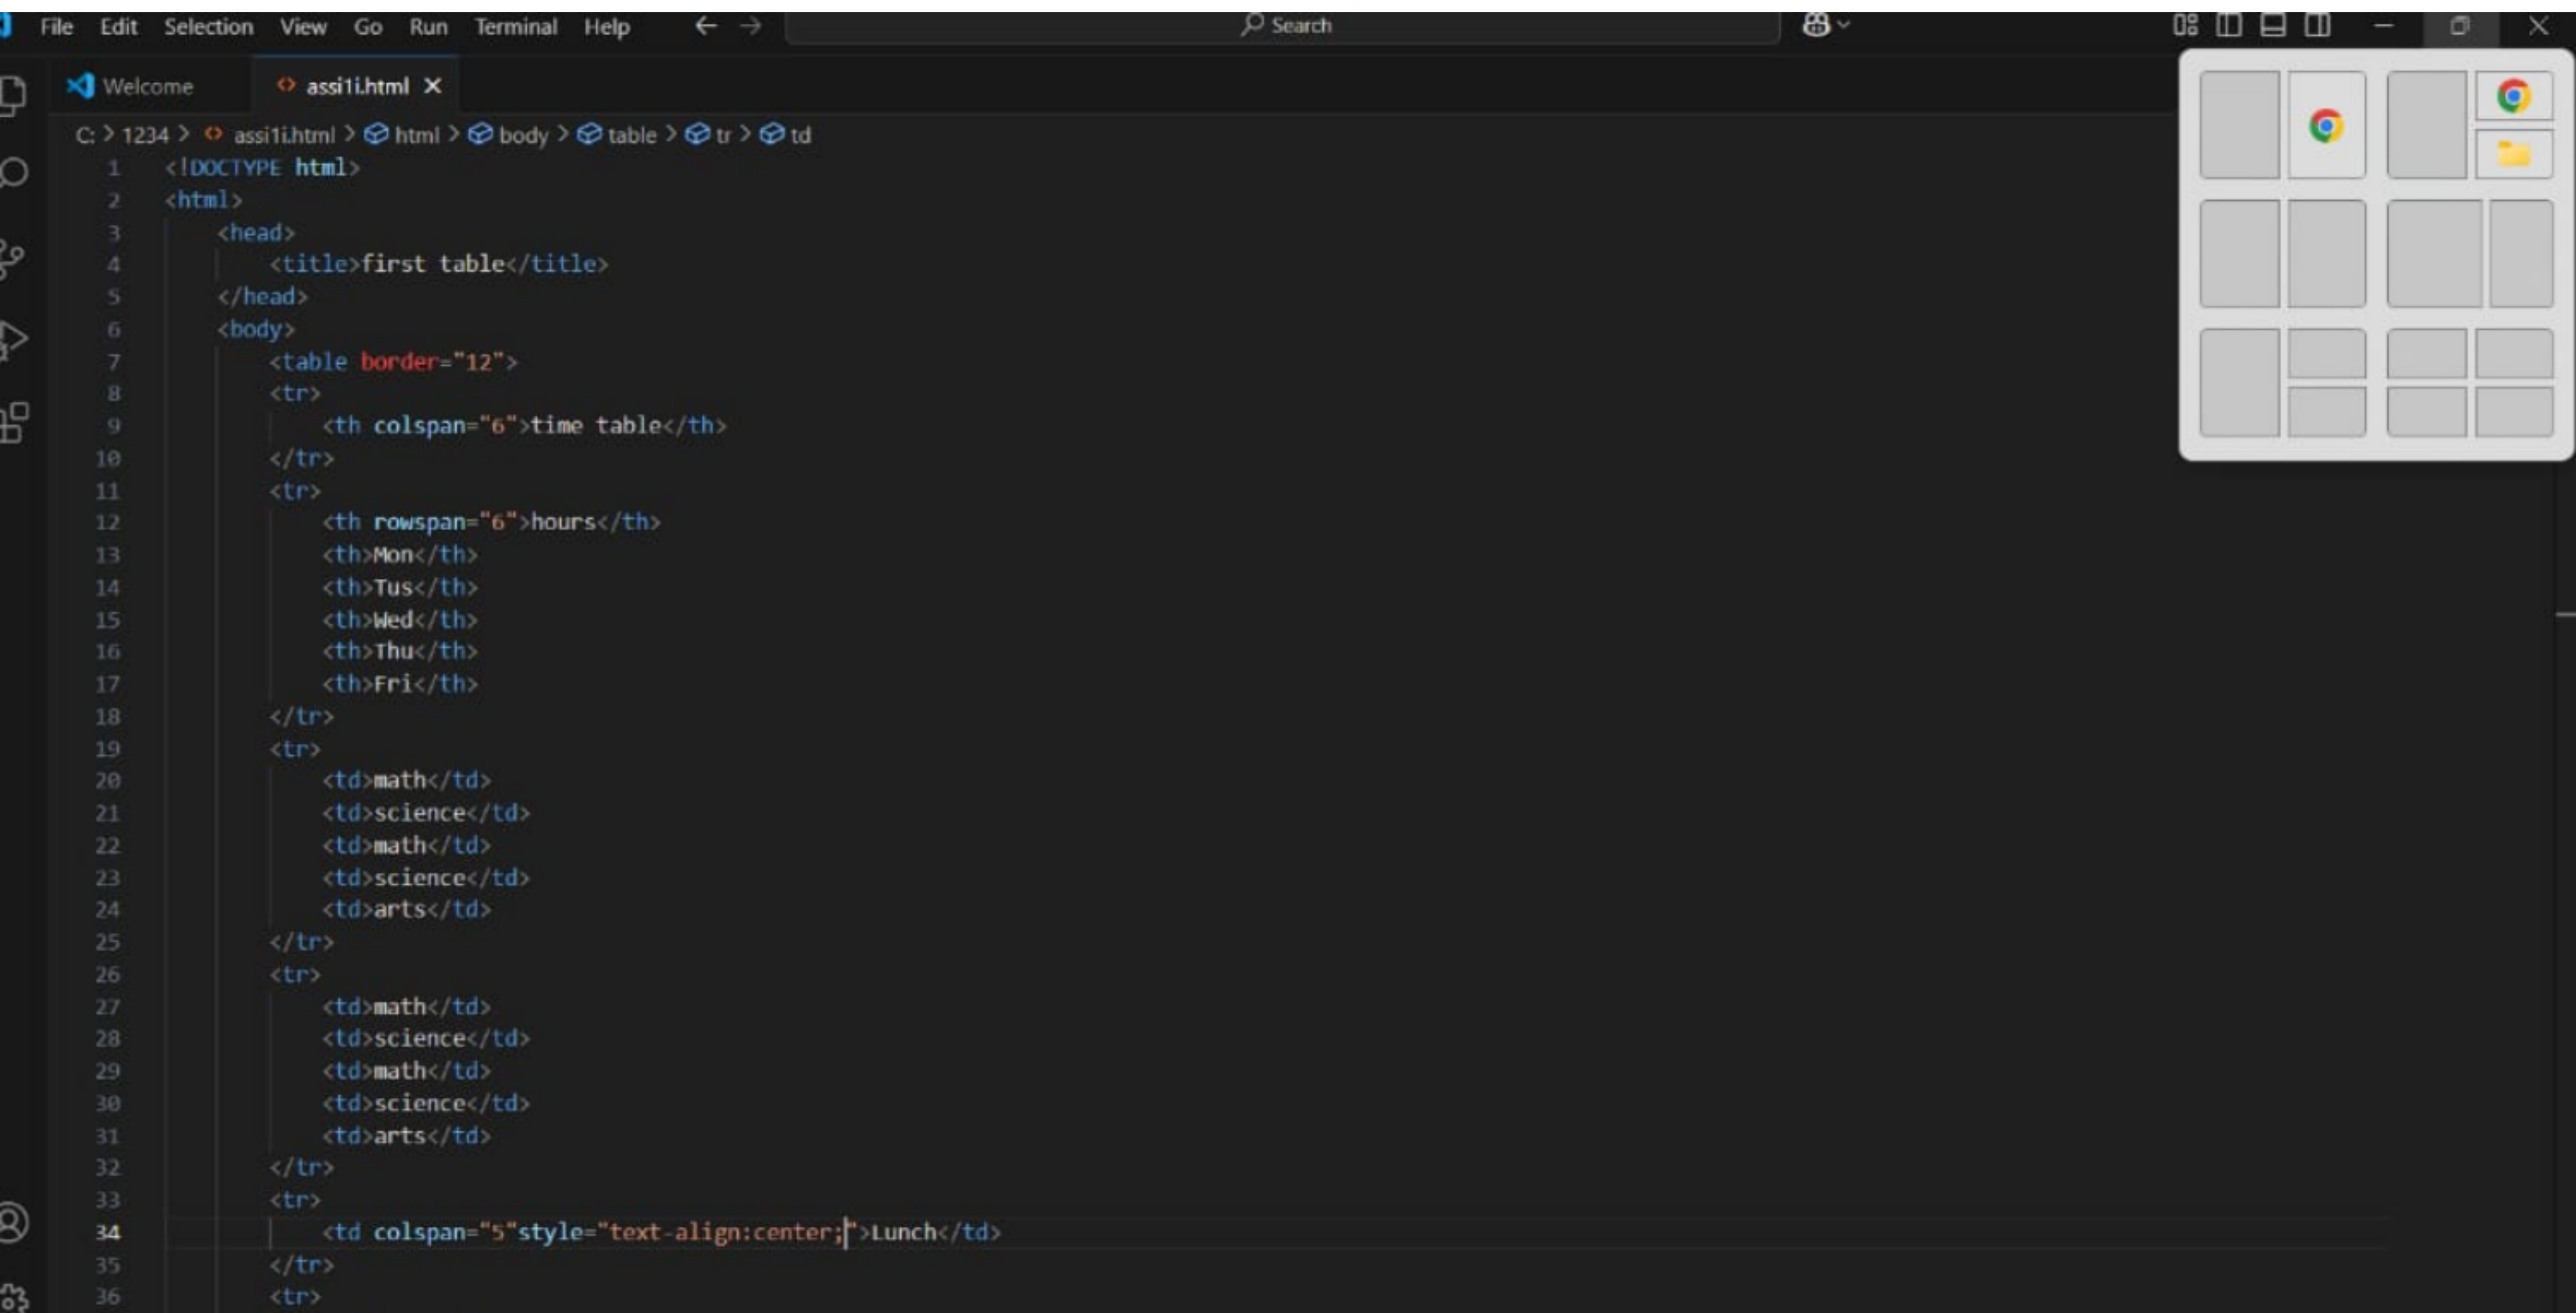 File Edit Selection View Go Run Terminal Help Search
Welcome assi1i.html
C: > 1234 > assi1i.html > html > body > table > tr > td
1 <!DOCTYPE html>
2 <html>
3 <head>
4 <title>first table</title>
5 </head>
6 <body>
7 <table border="12">
8 <tr>
9 <th colspan="6">time table</th>
10 </tr>
11 <tr>
12 <th rowspan="6">hours</th>
13 <th>Mon</th>
14 <th>Tus</th>
15 <th>Wed</th>
16 <th>Thu</th>
17 <th>Fri</th>
18 </tr>
19 <tr>
20 <td>math</td>
21 <td>science</td>
22 <td>math</td>
23 <td>science</td>
24 <td>arts</td>
25 </tr>
26 <tr>
27 <td>math</td>
28 <td>science</td>
29 <td>math</td>
30 <td>science</td>
31 <td>arts</td>
32 </tr>
33 <tr>
34 <td colspan="5"style="text-align:center;">Lunch</td>
35 </tr>
36 <tr>